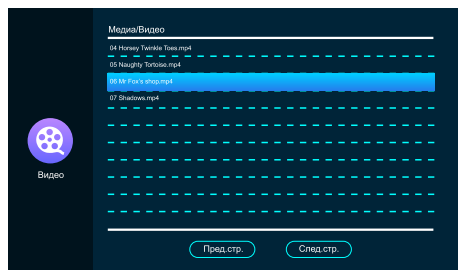 Медиа/Видео
04 Horsey Twinkle Toes.mp4
05 Naughty Tortoise.mp4
06 Mr Fox's shop.mp4
07 Shadows.mp4
Видео
Пред.стр.
След.стр.